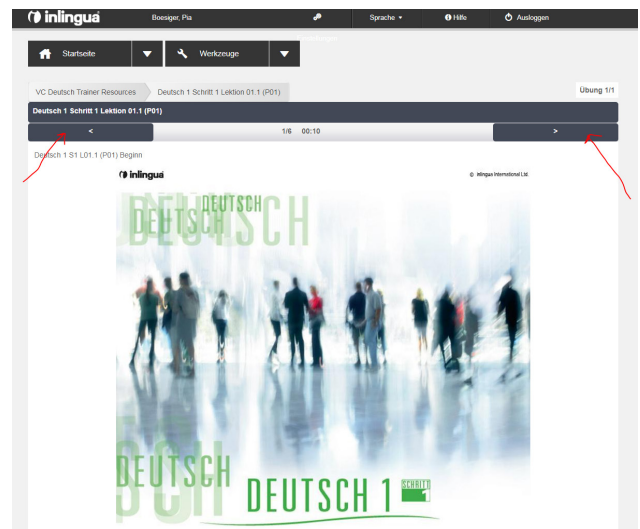 inlingua Boesiger, Pia Sprache Hilfe Ausloggen
Startseite Werkzeuge
VC Deutsch Trainer Resources Deutsch 1 Schritt 1 Lektion 01.1 (P01) Übung 1/1
Deutsch 1 Schritt 1 Lektion 01.1 (P01)
< 1/6 00:10 >
Deutsch 1 S1 L01.1 (P01) Beginn
inlingua © inlingua International Ltd.
DEUTSCH
DEUTSCH
DEUTSCH
DEUTSCH 1 SCHRITT 1